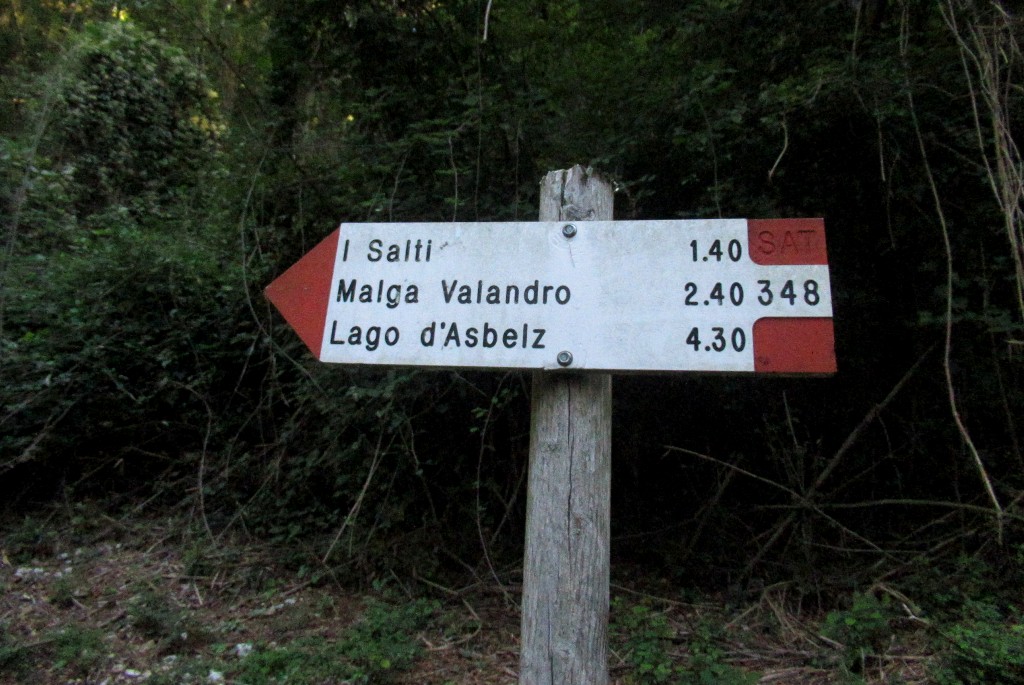 I Salti 1.40 SAT
Malga Valandro 2.40 348
Lago d'Asbelz 4.30